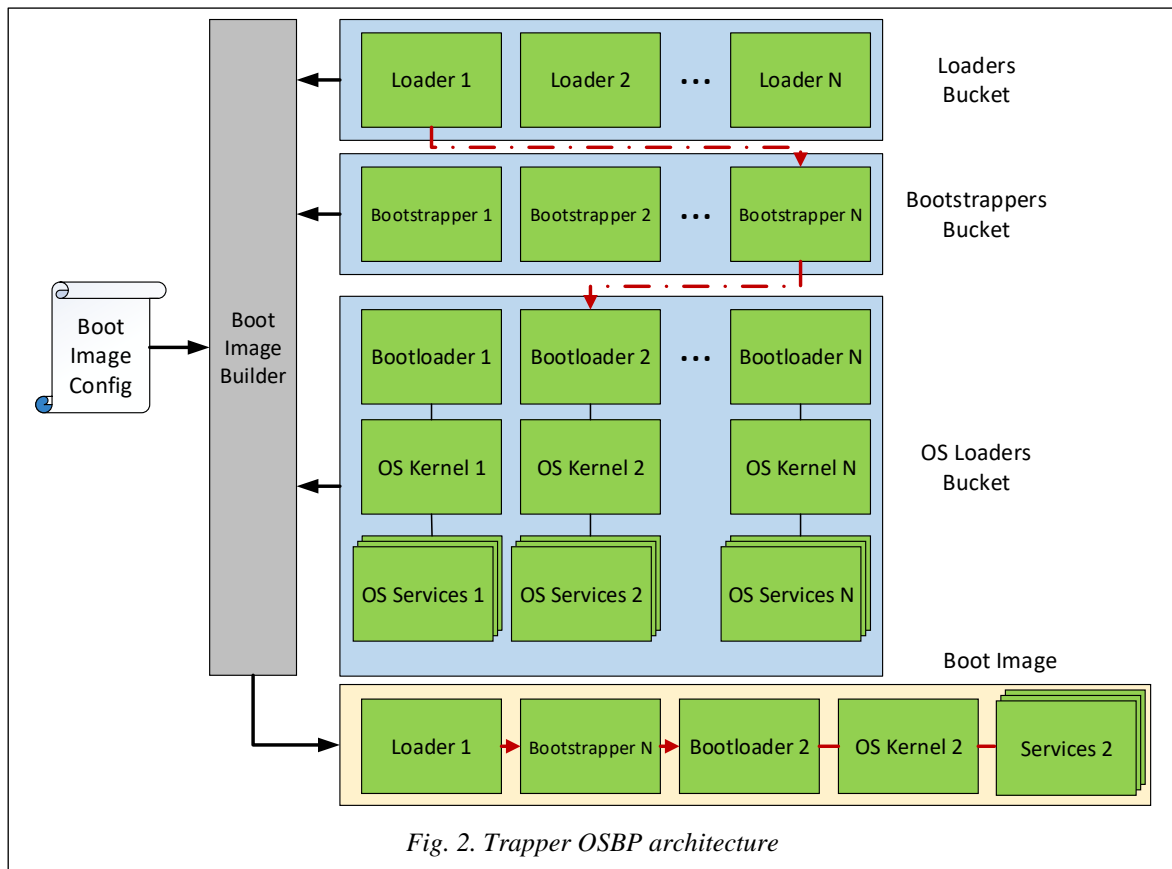 Loader 1
Loader 2
...
Loader N
Loaders
Bucket
Bootstrapper 1
Bootstrapper 2
...
Bootstrapper N
Bootstrappers
Bucket
Boot
Image
Config
Boot
Image
Builder
Bootloader 1
Bootloader 2
...
Bootloader N
OS Kernel 1
OS Kernel 2
OS Kernel N
OS Loaders
Bucket
OS Services 1
OS Services 2
OS Services N
Boot Image
Loader 1
Bootstrapper N
Bootloader 2
OS Kernel 2
Services 2
Fig. 2. Trapper OSBP architecture